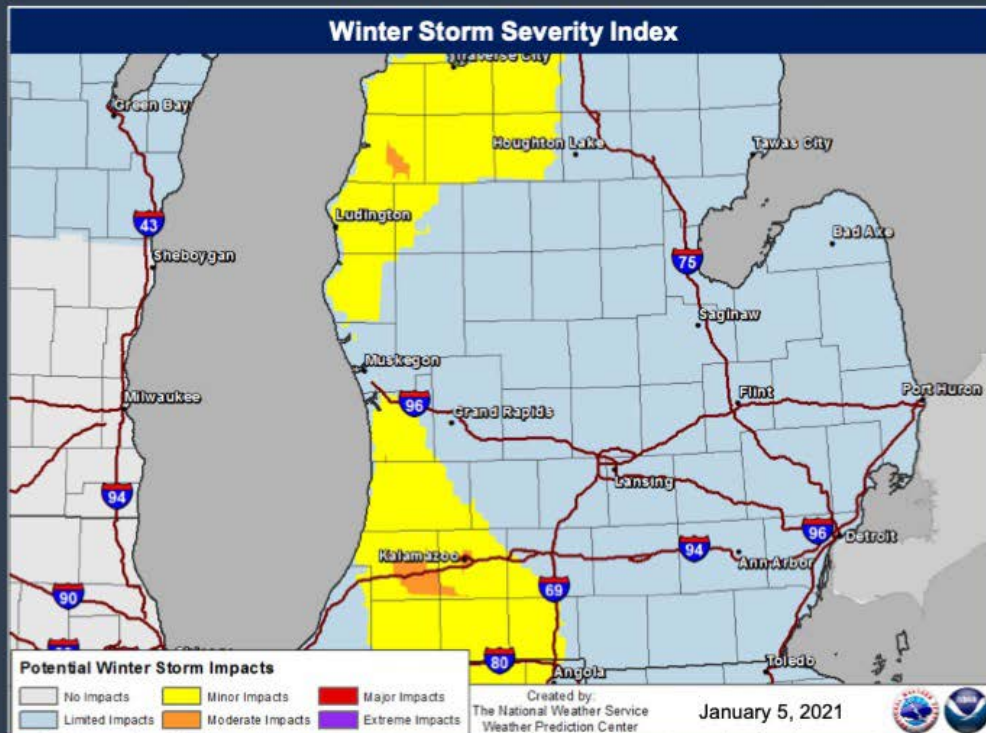 Winter Storm Severity Index
Traverse City
Green Bay
Houghton Lake
Tawas City
Ludington
43
Bad Axe
Sheboygan
75
Saginaw
Muskegon
Milwaukee
96
Grand Rapids
Flint
Port Huron
Lansing
94
96
Detroit
Kalamazoo
94
Ann Arbor
69
90
80
Angola
Toledo
Potential Winter Storm Impacts
No Impacts
Minor Impacts
Major Impacts
Limited Impacts
Moderate Impacts
Extreme Impacts
Created by:
The National Weather Service
Weather Prediction Center
January 5, 2021